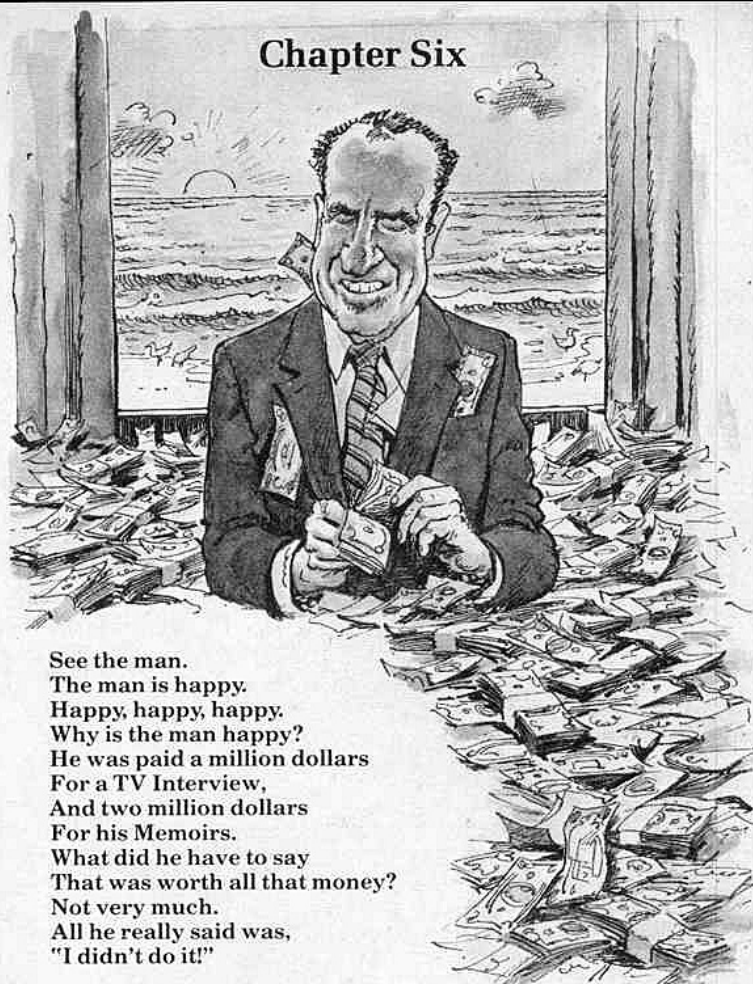 Chapter Six
See the man.
The man is happy.
Happy, happy, happy.
Why is the man happy?
He was paid a million dollars
For a TV Interview,
And two million dollars
For his Memoirs.
What did he have to say
That was worth all that money?
Not very much.
All he really said was,
"I didn't do it!"